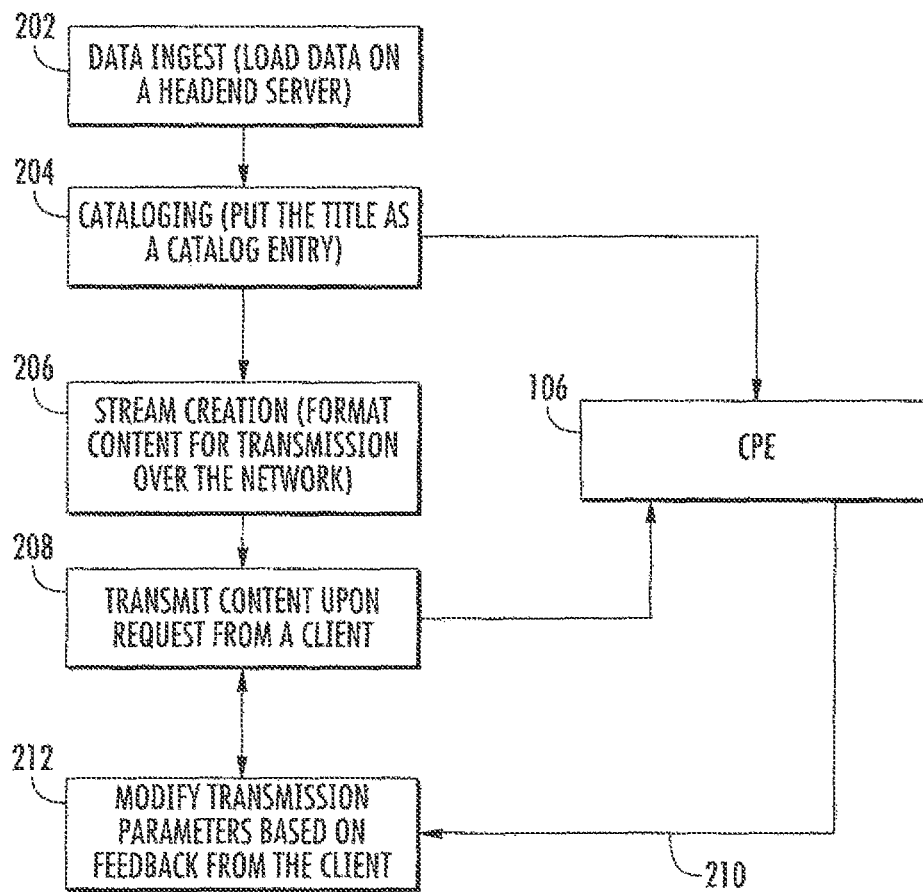 202
DATA INGEST (LOAD DATA ON
A HEADEND SERVER)
204
CATALOGING (PUT THE TITLE AS
A CATALOG ENTRY)
206
STREAM CREATION (FORMAT
CONTENT FOR TRANSMISSION
OVER THE NETWORK)
106
CPE
208
TRANSMIT CONTENT UPON
REQUEST FROM A CLIENT
212
MODIFY TRANSMISSION
PARAMETERS BASED ON
FEEDBACK FROM THE CLIENT
210